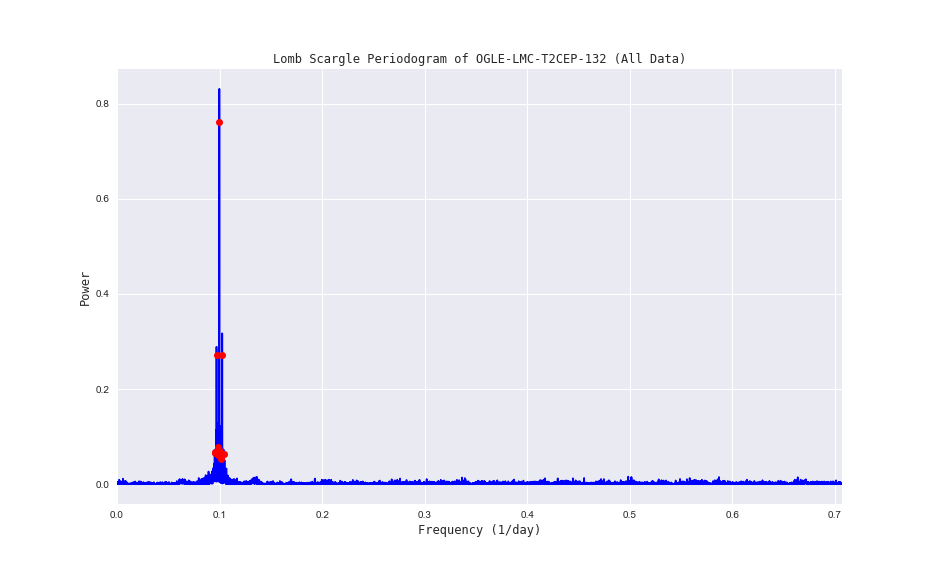 Lomb Scargle Periodogram of OGLE-LMC-T2CEP-132 (All Data)
0.8
0.6
0.4
0.2
0.0
Power
0.0 0.1 0.2 0.3 0.4 0.5 0.6 0.7
Frequency (1/day)